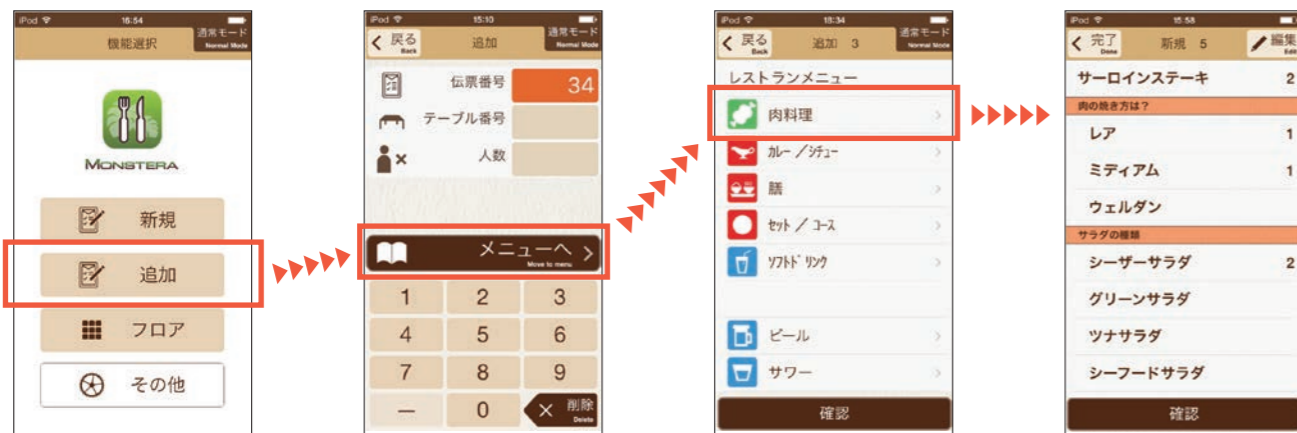 iPod 16:54
機能選択
通常モード
Normal Mode
MONSTERA
新規
追加
フロア
その他
iPod 15:10
戻る
Back
追加
通常モード
Normal Mode
伝票番号 34
テーブル番号
× 人数
メニューへ
Move to menu
1 2 3
4 5 6
7 8 9
— 0 × 削除
Delete
iPod 18:34
戻る
Back
追加 3
通常モード
Normal Mode
レストランメニュー
肉料理
ｶﾚｰ ／ｼﾁｭｰ
膳
ｾｯﾄ ／ ｺｰｽ
ｿﾌﾄﾄﾞﾘﾝｸ
ビール
サワー
確認
iPod 15:58
完了
Done
新規 5
編集
Edit
サーロインステーキ 2
肉の焼き方は？
レア 1
ミディアム 1
ウェルダン
サラダの種類
シーザーサラダ 2
グリーンサラダ
ツナサラダ
シーフードサラダ
確認